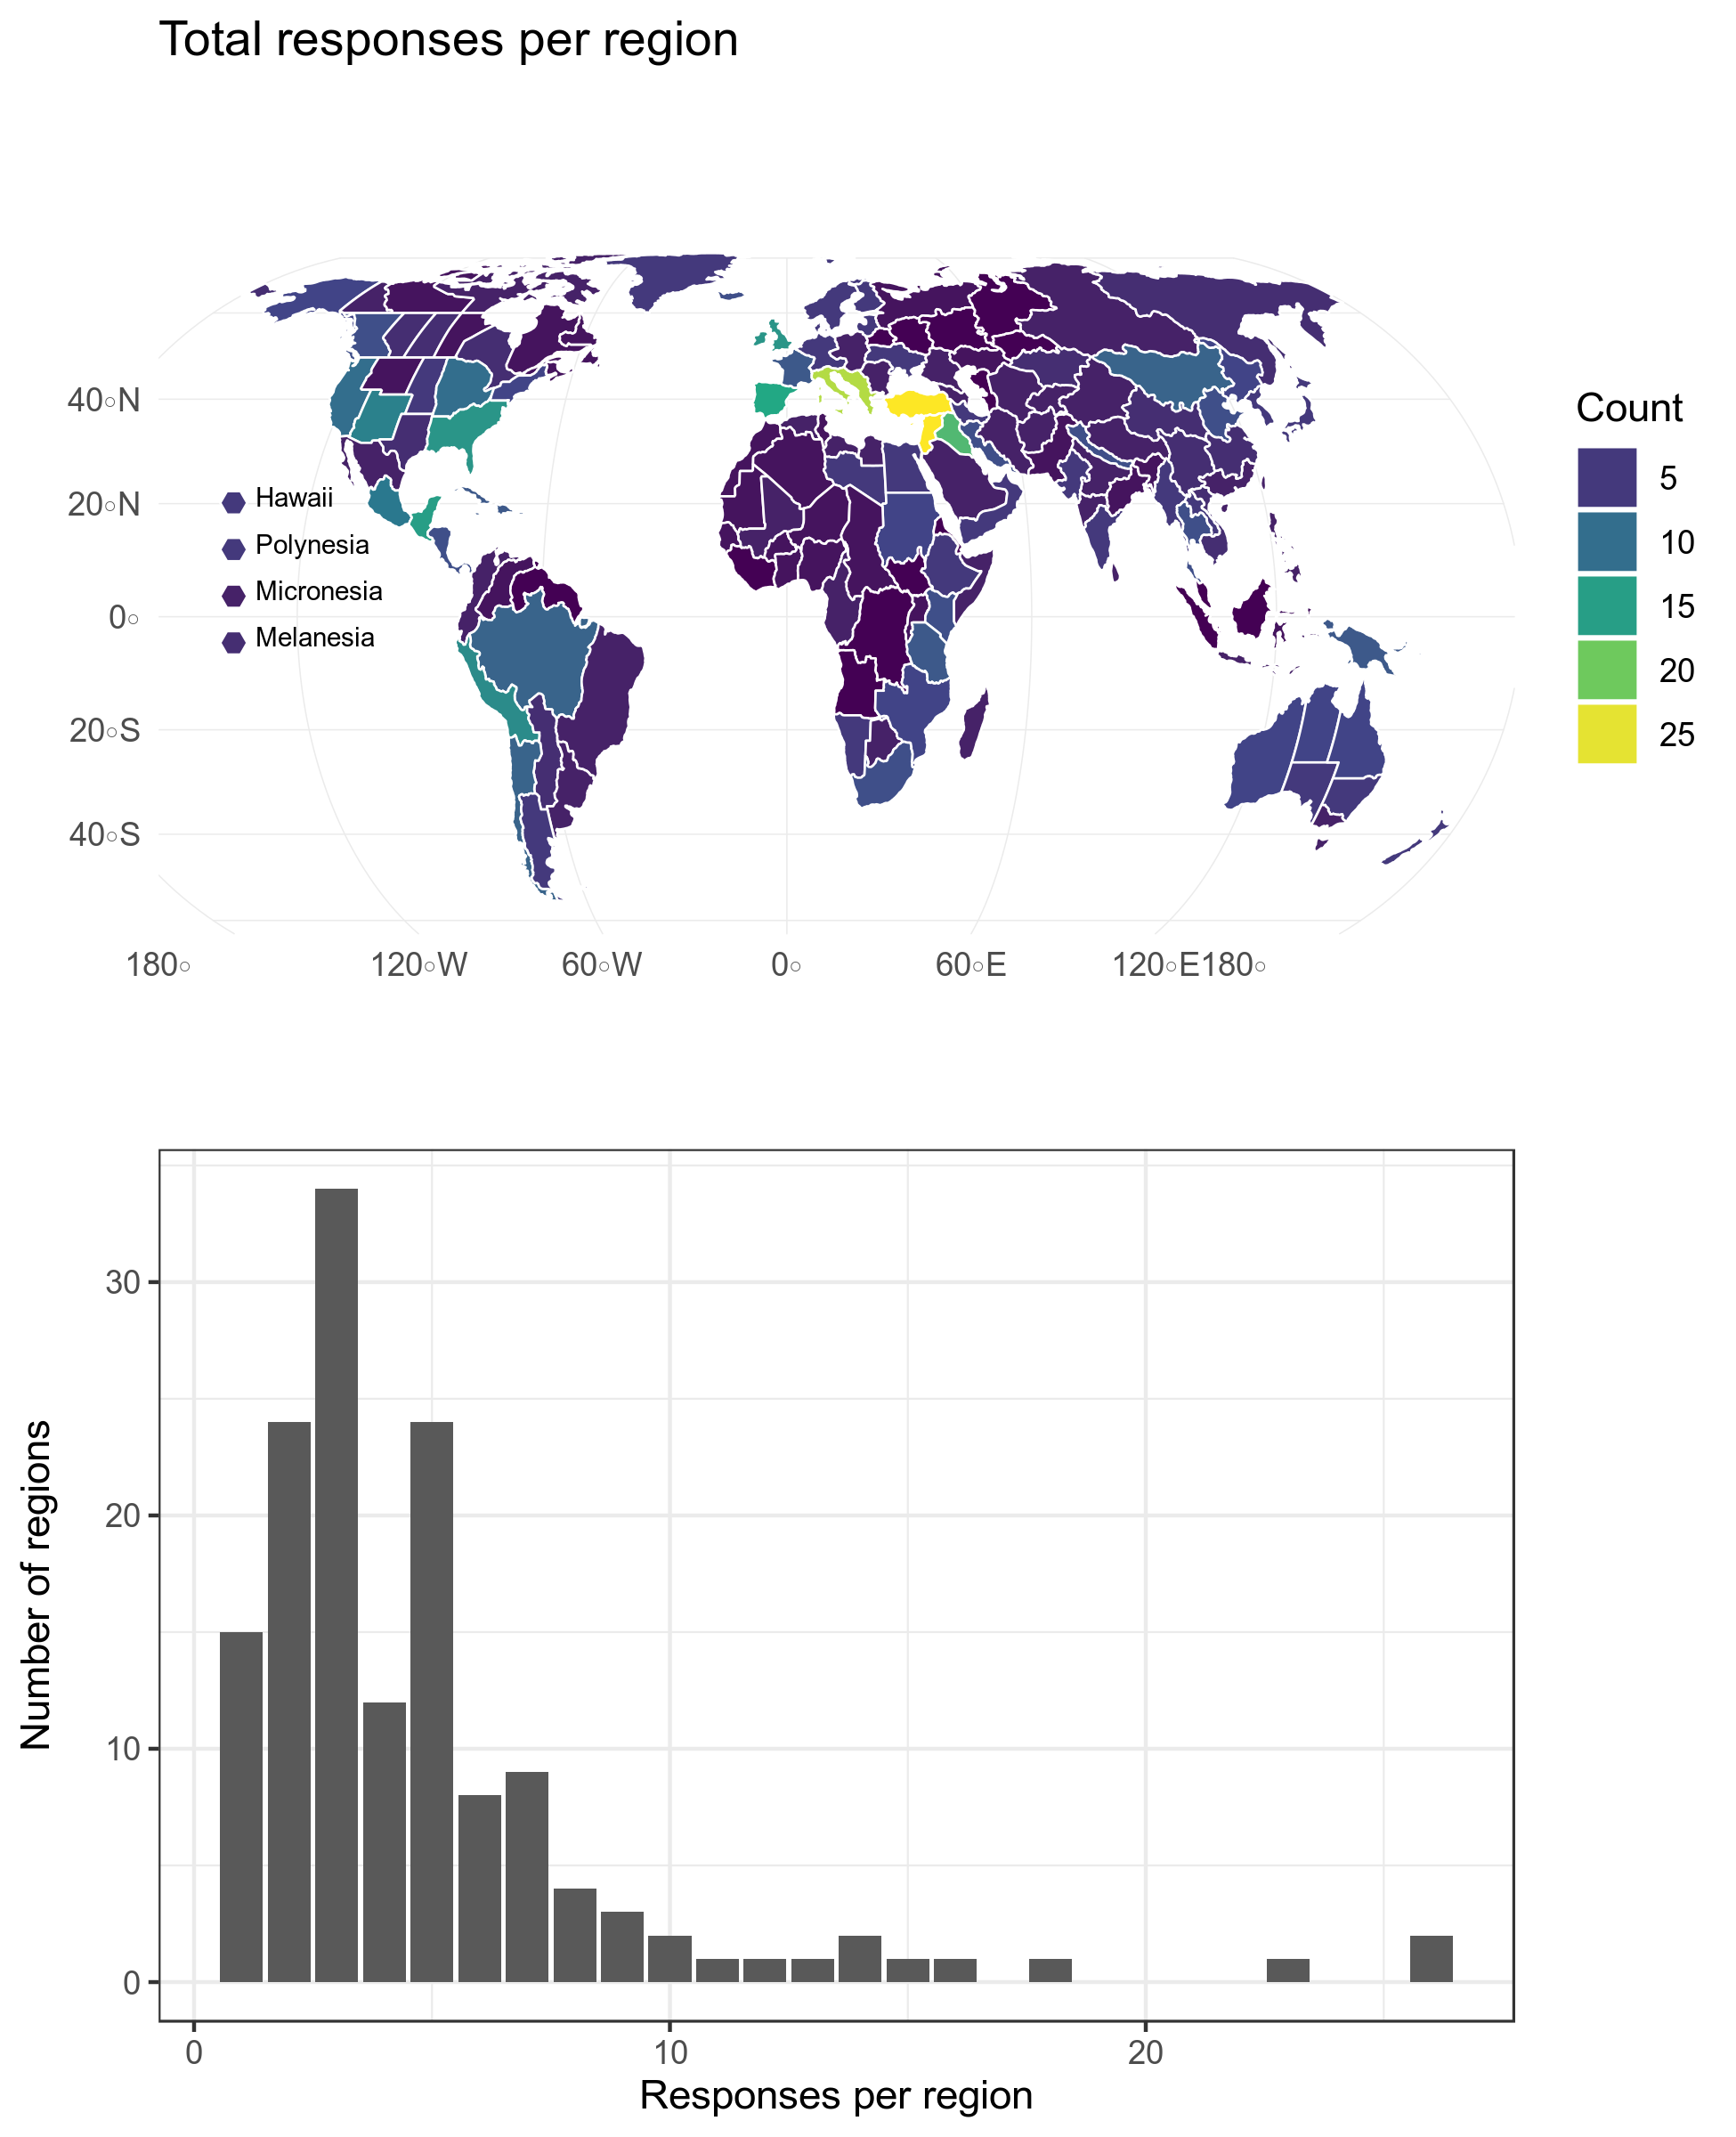 Total responses per region
40○N
20○N
0○
20○S
40○S
Hawaii
Polynesia
Micronesia
Melanesia
180○ 120○W 60○W 0○ 60○E 120○E180○
Count
5
10
15
20
25
Number of regions
30
20
10
0
0 10 20
Responses per region